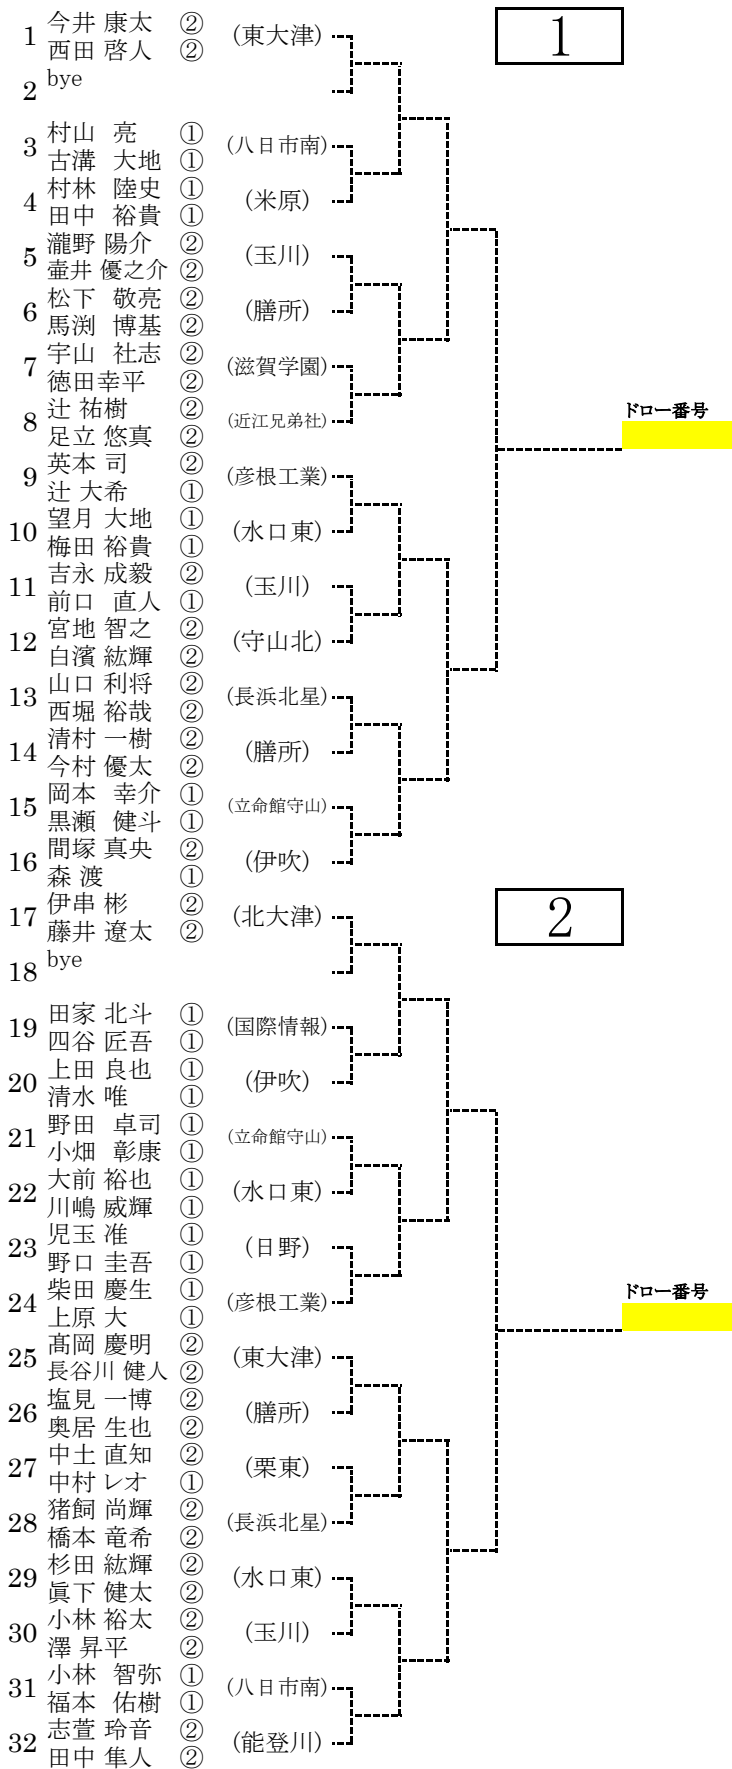 1
今井 康太 ②
西田 啓人 ②
(東大津)
1
2
bye
3
村山 亮 ①
古溝 大地 ①
(八日市南)
4
村林 陸史 ①
田中 裕貴 ①
(米原)
5
瀧野 陽介 ②
壷井 優之介 ②
(玉川)
6
松下 敬亮 ②
馬渕 博基 ②
(膳所)
7
宇山 社志 ②
徳田幸平 ②
(滋賀学園)
8
辻 祐樹 ②
足立 悠真 ②
(近江兄弟社)
ドロー番号
9
英本 司 ②
辻 大希 ①
(彦根工業)
10
望月 大地 ①
梅田 裕貴 ①
(水口東)
11
吉永 成毅 ②
前口 直人 ①
(玉川)
12
宮地 智之 ②
白濱 紘輝 ②
(守山北)
13
山口 利将 ②
西堀 裕哉 ②
(長浜北星)
14
清村 一樹 ②
今村 優太 ②
(膳所)
15
岡本 幸介 ①
黒瀬 健斗 ①
(立命館守山)
16
間塚 真央 ②
森 渡 ①
(伊吹)
17
伊串 彬 ②
藤井 遼太 ②
(北大津)
2
18
bye
19
田家 北斗 ①
四谷 匠吾 ①
(国際情報)
20
上田 良也 ①
清水 唯 ①
(伊吹)
21
野田 卓司 ①
小畑 彰康 ①
(立命館守山)
22
大前 裕也 ①
川嶋 威輝 ①
(水口東)
23
児玉 准 ①
野口 圭吾 ①
(日野)
24
柴田 慶生 ①
上原 大 ①
(彦根工業)
ドロー番号
25
髙岡 慶明 ②
長谷川 健人 ②
(東大津)
26
塩見 一博 ②
奥居 生也 ②
(膳所)
27
中土 直知 ②
中村 レオ ①
(栗東)
28
猪飼 尚輝 ②
橋本 竜希 ②
(長浜北星)
29
杉田 紘輝 ②
眞下 健太 ②
(水口東)
30
小林 裕太 ②
澤 昇平 ②
(玉川)
31
小林 智弥 ①
福本 佑樹 ①
(八日市南)
32
志萱 玲音 ②
田中 隼人 ②
(能登川)